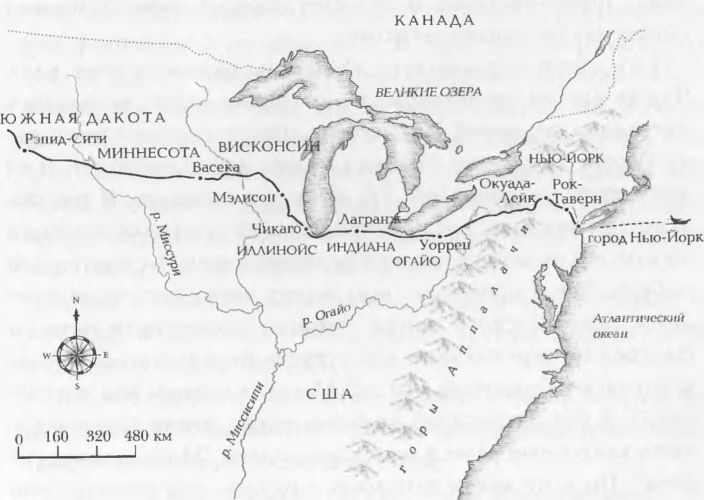 КАНАДА
ВЕЛИКИЕ ОЗЕРА
ЮЖНАЯ ДАКОТА
Рэпид-Сити
МИННЕСОТА
ВИСКОНСИН
Васека
Мэдисон
Чикаго
ИЛЛИНОЙС
Лагранж
ИНДИАНА
Уоррен
ОГАЙО
НЬЮ-ЙОРК
Окуада-
Лейк
Рок-
Таверн
город Нью-Йорк
р. Миссури
р. Огайо
горы Аппалачи
Атлантический
океан
N
W
E
S
США
р. Миссисипи
0 160 320 480 км